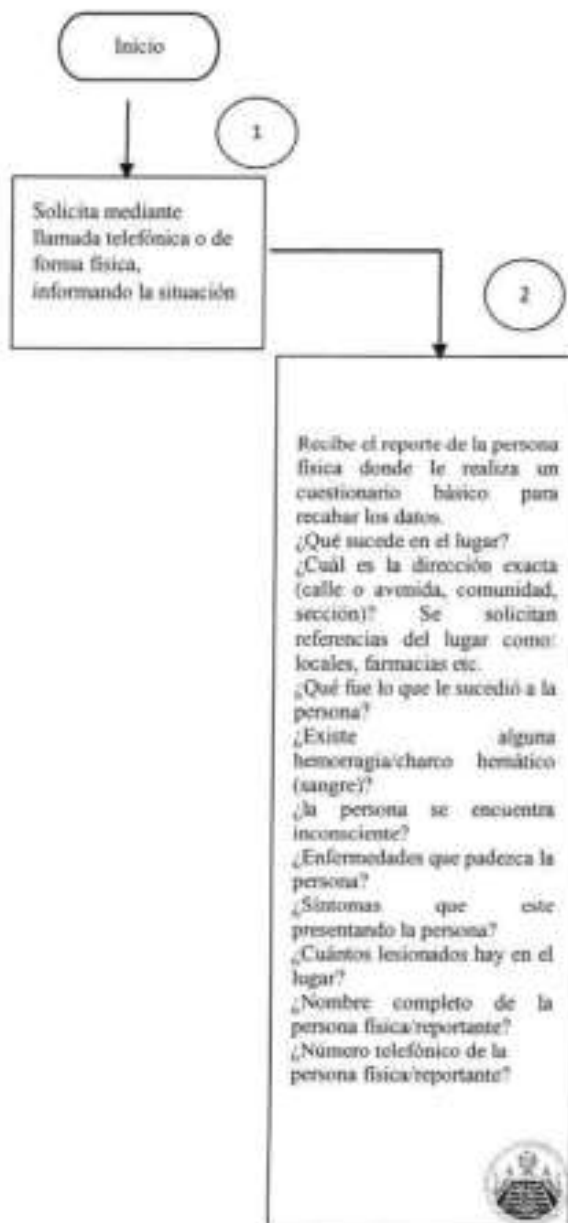 Inicio
1
Solicita mediante
llamada telefónica o de
forma física,
informando la situación
2
Recibe el reporte de la persona
física donde le realiza un
cuestionario básico para
recabar los datos.
¿Qué sucede en el lugar?
¿Cuál es la dirección exacta
(calle o avenida, comunidad,
sección)? Se solicitan
referencias del lugar como:
locales, farmacias etc.
¿Qué fue lo que le sucedió a la
persona?
¿Existe alguna
hemorragia/charco hemático
(sangre)?
¿la persona se encuentra
inconsciente?
¿Enfermedades que padezca la
persona?
¿Síntomas que este
presentando la persona?
¿Cuántos lesionados hay en el
lugar?
¿Nombre completo de la
persona física/reportante?
¿Número telefónico de la
persona física/reportante?